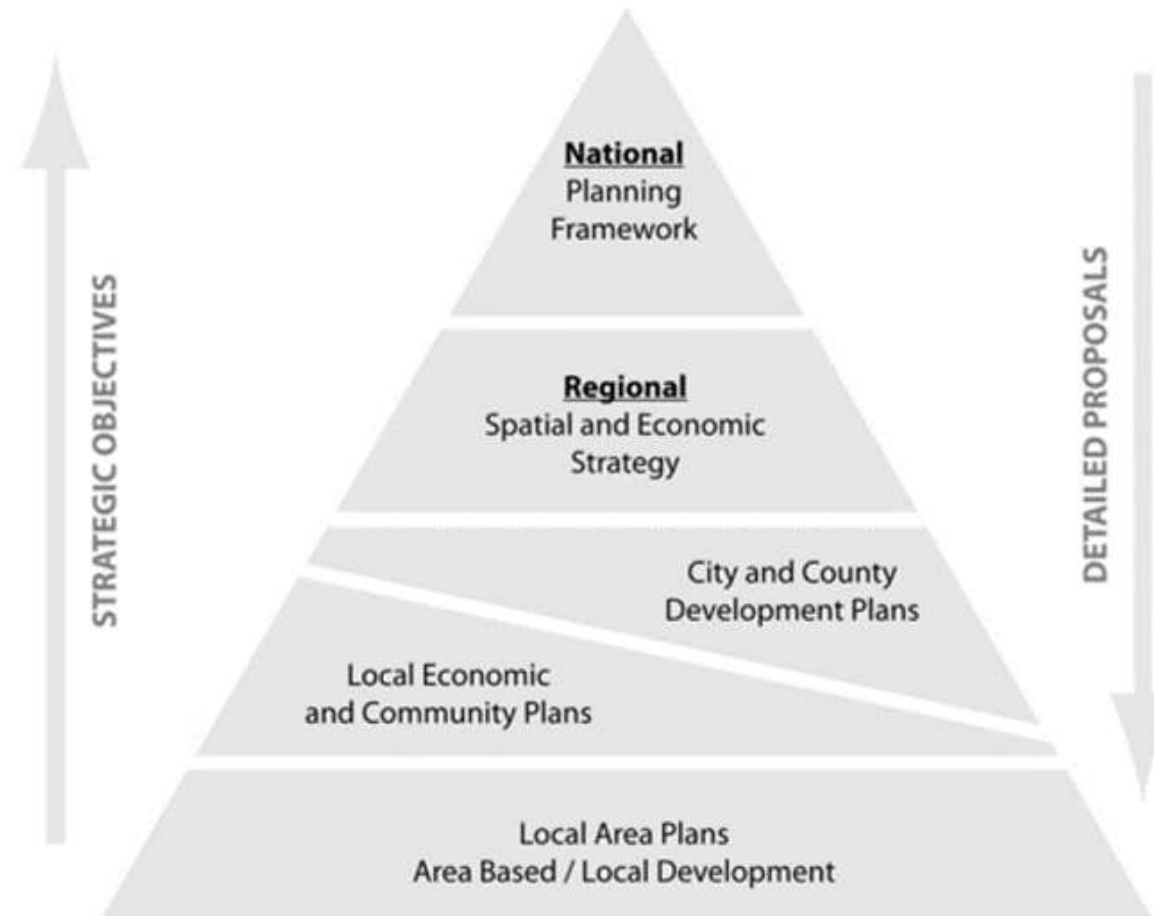 National
Planning
Framework
STRATEGIC OBJECTIVES
DETAILED PROPOSALS
Regional
Spatial and Economic
Strategy
City and County
Development Plans
Local Economic
and Community Plans
Local Area Plans
Area Based / Local Development